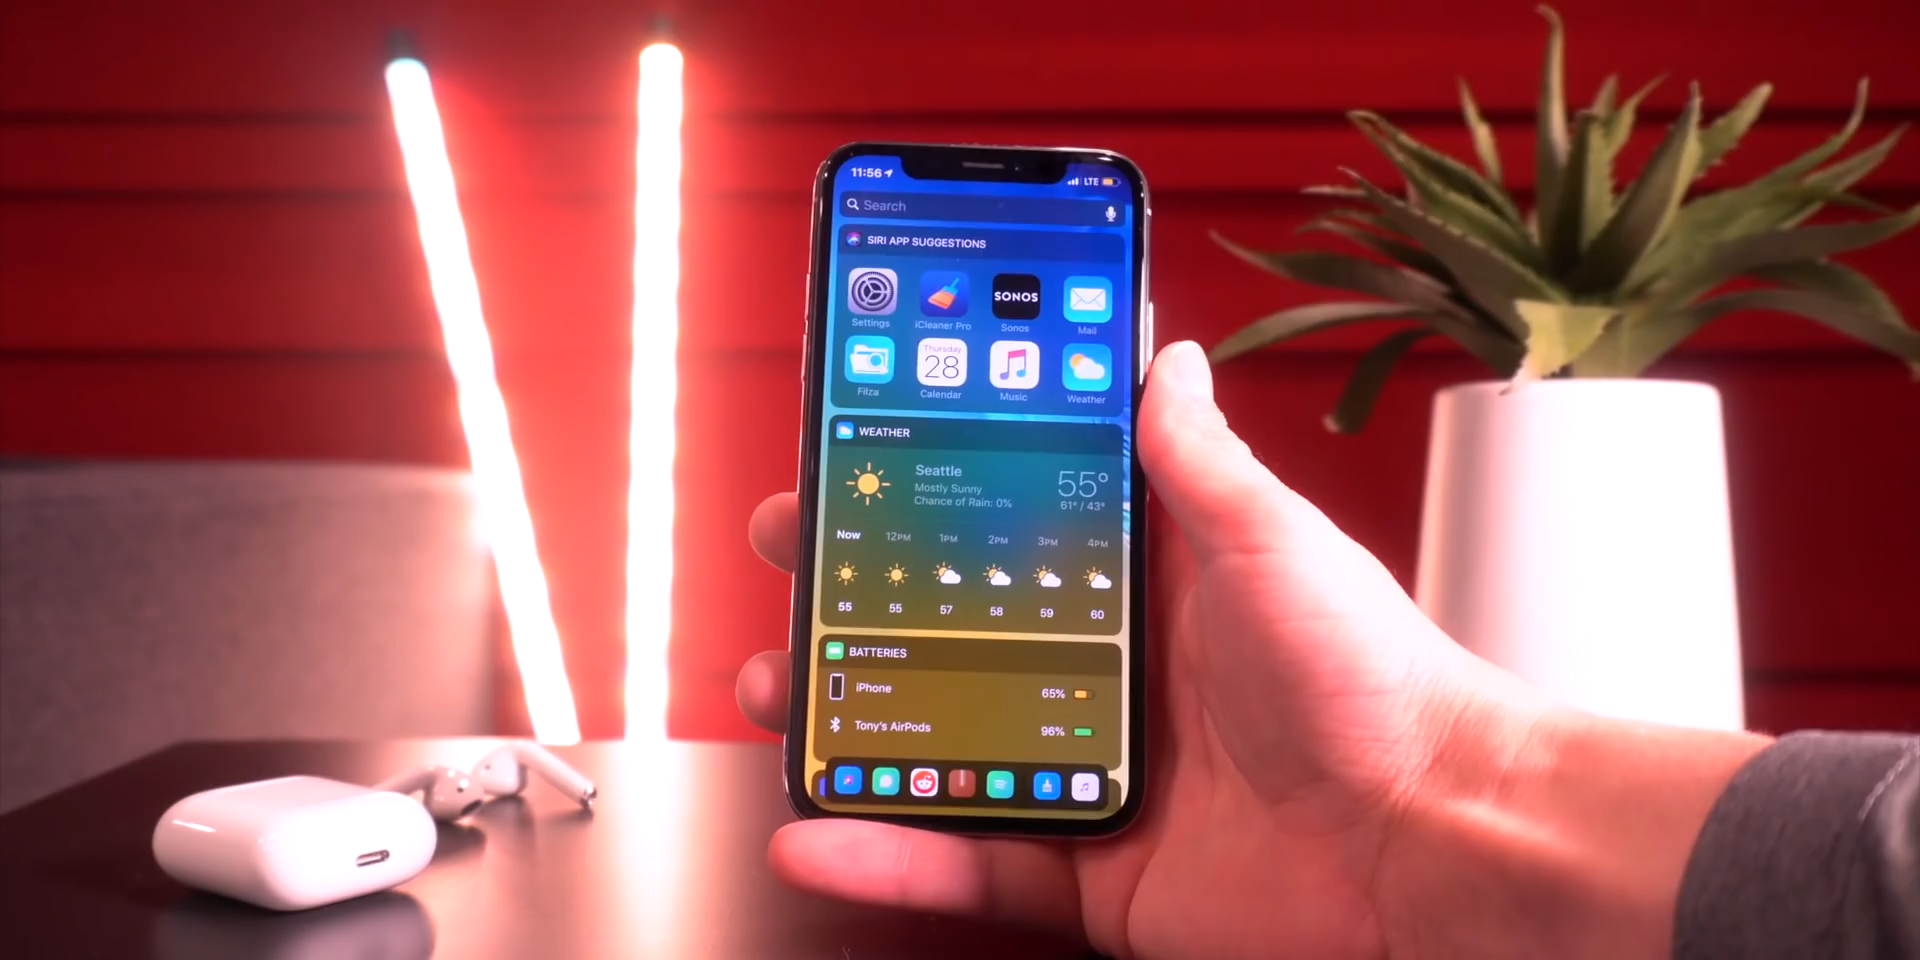 11:56 LTE
Search
SIRI APP SUGGESTIONS
SONOS
Settings iCleaner Pro Sonos Mail
Thursday
28
Filza Calendar Music Weather
WEATHER
Seattle
Mostly Sunny
Chance of Rain: 0%
55°
61° / 43°
Now 12PM 1PM 2PM 3PM 4PM
55 55 57 58 59 60
BATTERIES
iPhone 65%
Tony's AirPods 96%